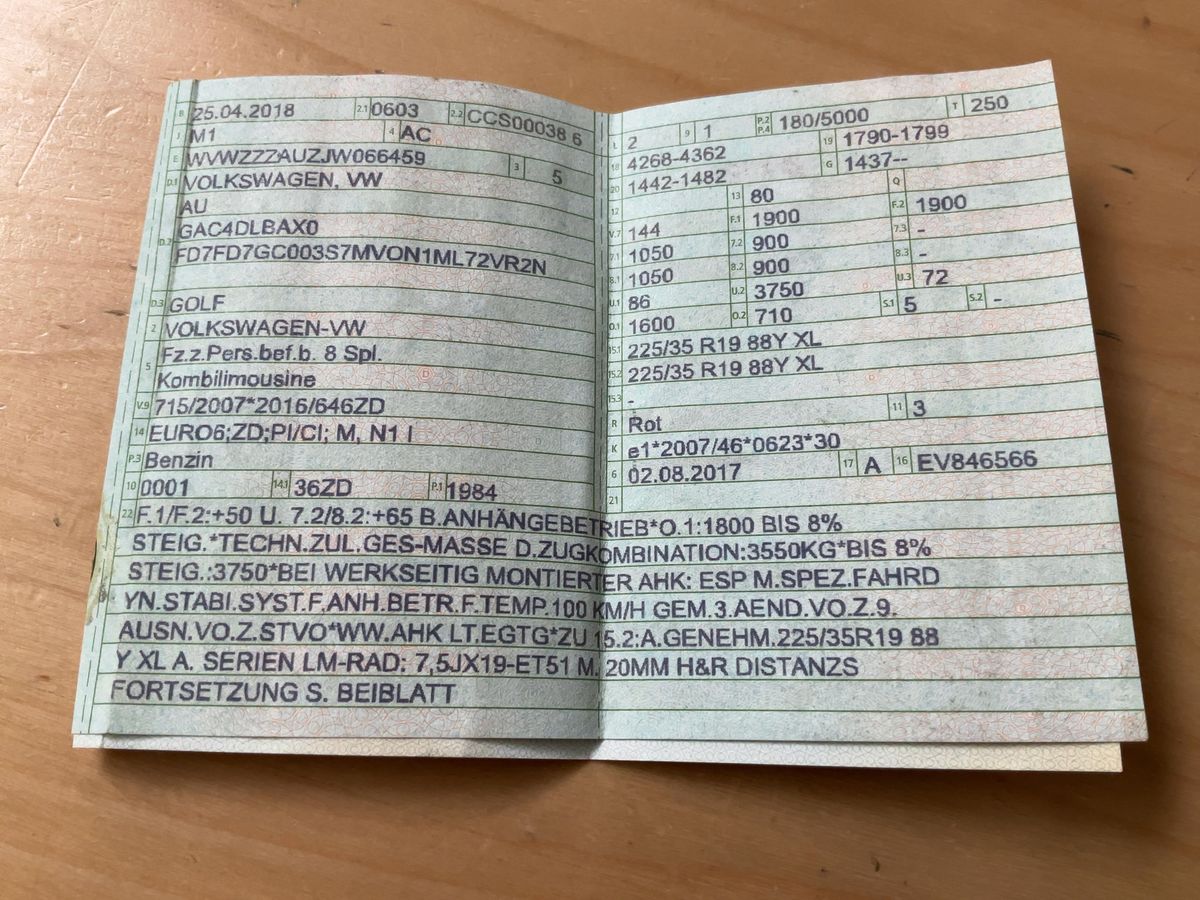 B 25.04.2018 2.1 0603 2.2 CCS00038 6
J M1 4 AC
E WVWZZZAUZJW066459 3 5
D.1 VOLKSWAGEN, VW
AU
D.2 GAC4DLBAX0
FD7FD7GC003S7MVON1ML72VR2N
D.3 GOLF
2 VOLKSWAGEN-VW
5 Fz.z.Pers.bef.b. 8 Spl.
Kombilimousine
V.9 715/2007*2016/646ZD
14 EURO6;ZD;PI/CI; M, N1 I
P.3 Benzin
10 0001 14.1 36ZD P.1 1984
L 2 9 1 P.2 P.4 180/5000 T 250
18 4268-4362 19 1790-1799
20 1442-1482 G 1437--
12 13 80 Q
V.7 144 F.1 1900 F.2 1900
7.1 1050 7.2 900 7.3 -
8.1 1050 8.2 900 8.3 -
U.1 86 U.2 3750 U.3 72
O.1 1600 O.2 710 S.1 5 S.2 -
15.1 225/35 R19 88Y XL
15.2 225/35 R19 88Y XL
15.3 -
R Rot 11 3
K e1*2007/46*0623*30
6 02.08.2017 17 A 16 EV846566
21
22 F.1/F.2:+50 U. 7.2/8.2:+65 B.ANHÄNGEBETRIEB*O.1:1800 BIS 8%
STEIG.*TECHN.ZUL.GES-MASSE D.ZUGKOMBINATION:3550KG*BIS 8%
STEIG.:3750*BEI WERKSEITIG MONTIERTER AHK: ESP M.SPEZ.FAHRD
YN.STABI.SYST.F.ANH.BETR.F.TEMP.100 KM/H GEM.3.AEND.VO.Z.9.
AUSN.VO.Z.STVO*WW.AHK LT.EGTG*ZU 15.2:A.GENEHM.225/35R19 88
Y XL A. SERIEN LM-RAD: 7,5JX19-ET51 M. 20MM H&R DISTANZS
FORTSETZUNG S. BEIBLATT